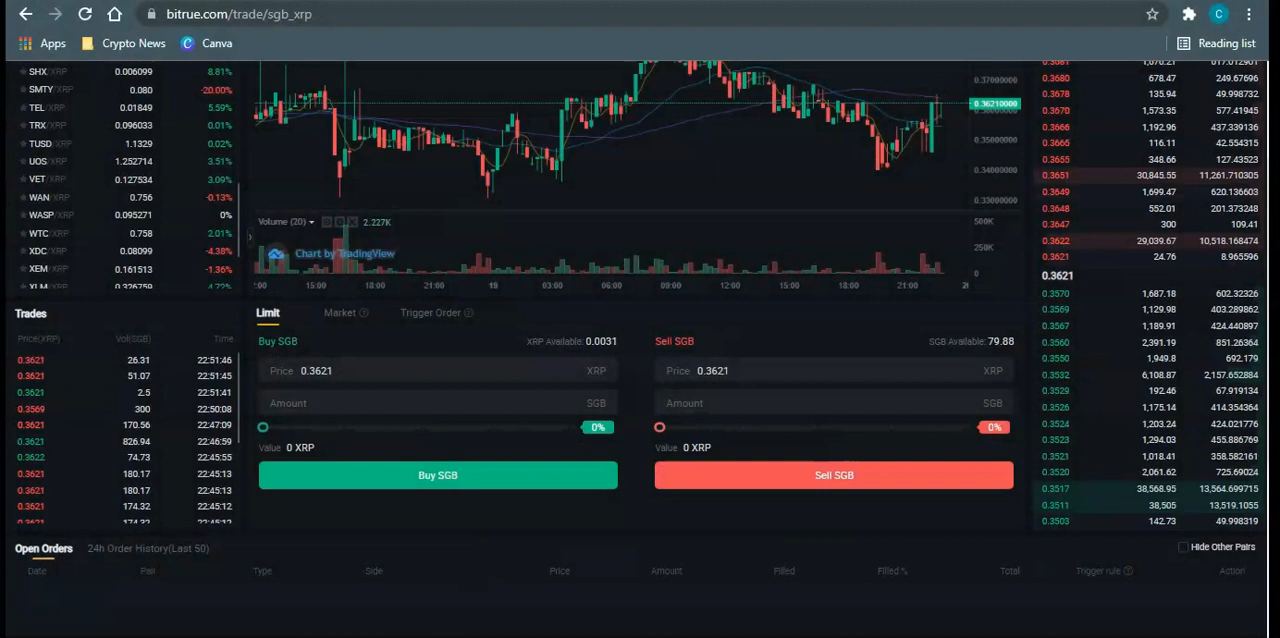 bitrue.com/trade/sgb_xrp
C
Apps Crypto News Canva Reading list
SHX/XRP 0.006099 8.81%
SMTY/XRP 0.080 -20.00%
TEL/XRP 0.01849 5.59%
TRX/XRP 0.096033 0.01%
TUSD/XRP 1.1329 0.02%
UOS/XRP 1.252714 3.51%
VET/XRP 0.127534 3.09%
WAN/XRP 0.756 -0.13%
WASP/XRP 0.095271 0%
WTC/XRP 0.758 2.01%
XDC/XRP 0.08099 -4.38%
XEM/XRP 0.161513 -1.36%
XLM/XRP 0.326759 4.72%
0.37000000
0.36210000
0.35000000
0.34000000
0.33000000
Volume (20) 2.227K
500K
250K
0
Chart by TradingView
:00 15:00 18:00 21:00 19 03:00 06:00 09:00 12:00 15:00 18:00 21:00 2
0.3681 1,676.21 617.012901
0.3680 678.47 249.67696
0.3678 135.94 49.998732
0.3670 1,573.35 577.41945
0.3666 1,192.96 437.339136
0.3665 116.11 42.554315
0.3655 348.66 127.43523
0.3651 30,845.55 11,261.710305
0.3649 1,699.47 620.136603
0.3648 552.01 201.373248
0.3647 300 109.41
0.3622 29,039.67 10,518.168474
0.3621 24.76 8.965596
0.3621
0.3570 1,687.18 602.32326
0.3569 1,129.98 403.289862
0.3567 1,189.91 424.440897
0.3560 2,391.19 851.26364
0.3550 1,949.8 692.179
0.3532 6,108.87 2,157.652884
0.3529 192.46 67.919134
0.3526 1,175.14 414.354364
0.3524 1,203.24 424.021776
0.3523 1,294.03 455.886769
0.3521 1,018.41 358.582161
0.3520 2,061.62 725.69024
0.3517 38,568.95 13,564.699715
0.3511 38,505 13,519.1055
0.3503 142.73 49.998319
Trades
Price(XRP) Vol(SGB) Time
0.3621 26.31 22:51:46
0.3621 51.07 22:51:45
0.3621 2.5 22:51:41
0.3569 300 22:50:08
0.3621 170.56 22:47:09
0.3621 826.94 22:46:59
0.3622 74.73 22:45:55
0.3621 180.17 22:45:13
0.3621 180.17 22:45:13
0.3621 174.32 22:45:12
0.3621 174.32 22:45:12
Limit Market Trigger Order
Buy SGB XRP Available: 0.0031
Price 0.3621 XRP
Amount SGB
0%
Value 0 XRP
Buy SGB
Sell SGB SGB Available: 79.88
Price 0.3621 XRP
Amount SGB
0%
Value 0 XRP
Sell SGB
Open Orders 24h Order History(Last 50) Hide Other Pairs
Date Pair Type Side Price Amount Filled Filled % Total Trigger rule Action